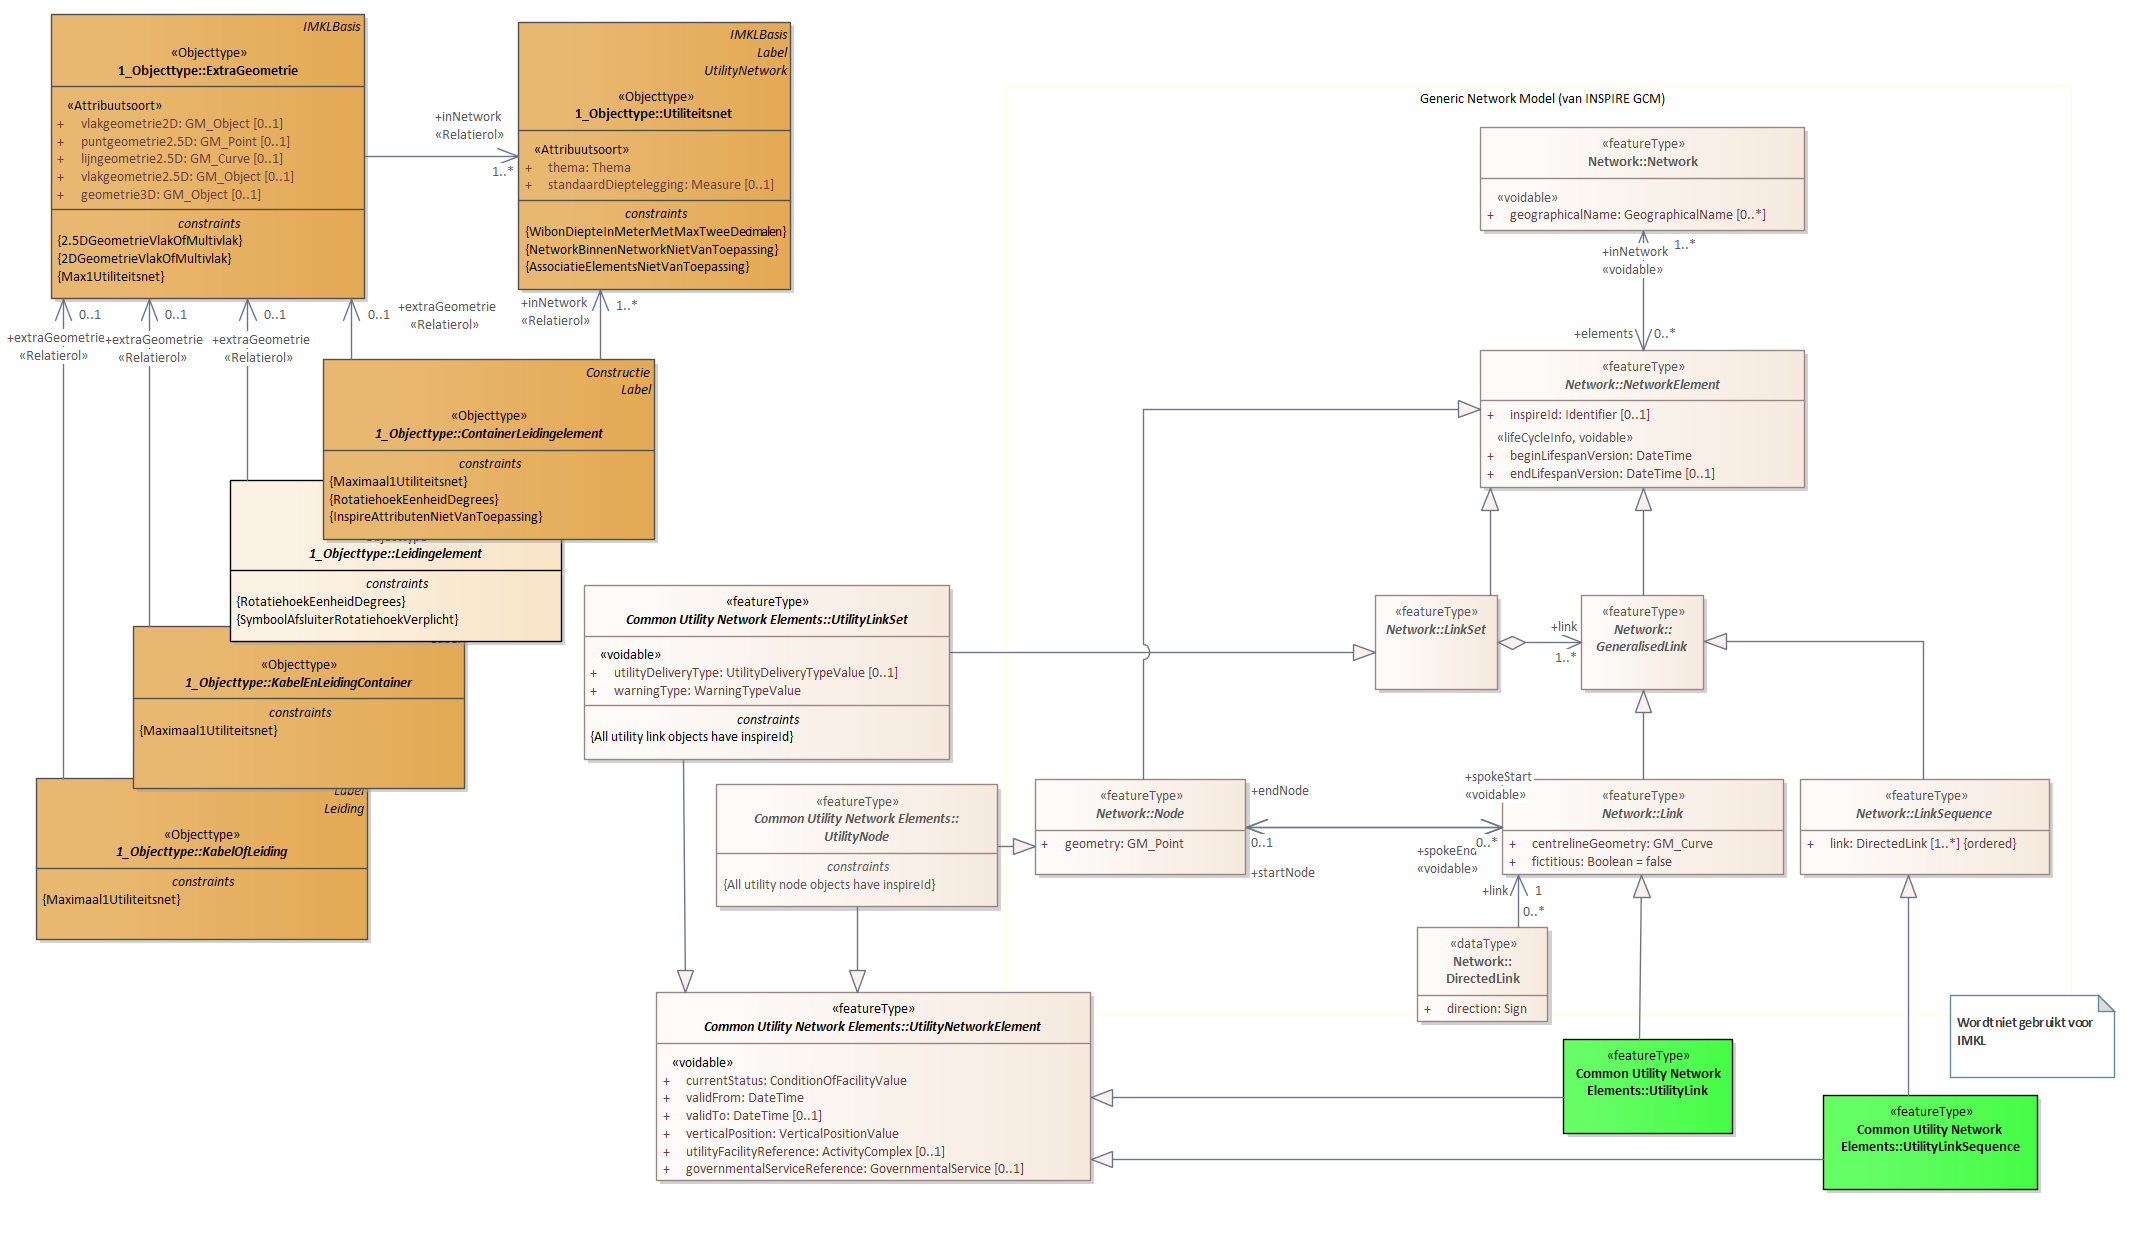 IMKLBasis
«Objecttype»
1_Objecttype::ExtraGeometrie
«Attribuutsoort»
+ vlakgeometrie2D: GM_Object [0..1]
+ puntgeometrie2.5D: GM_Point [0..1]
+ lijngeometrie2.5D: GM_Curve [0..1]
+ vlakgeometrie2.5D: GM_Object [0..1]
+ geometrie3D: GM_Object [0..1]
constraints
{2.5DGeometrieVlakOfMultivlak}
{2DGeometrieVlakOfMultivlak}
{Max1Utiliteitsnet}
+inNetwork
«Relatierol»
1..*
IMKLBasis
Label
UtilityNetwork
«Objecttype»
1_Objecttype::Utiliteitsnet
«Attribuutsoort»
+ thema: Thema
+ standaardDieptelegging: Measure [0..1]
constraints
{WibonDiepteInMeterMetMaxTweeDecimalen}
{NetworkBinnenNetworkNietVanToepassing}
{AssociatieElementsNietVanToepassing}
0..1
+extraGeometrie
«Relatierol»
0..1
+extraGeometrie
«Relatierol»
0..1
+extraGeometrie
«Relatierol»
0..1
+extraGeometrie
«Relatierol»
+inNetwork
«Relatierol»
1..*
Constructie
Label
«Objecttype»
1_Objecttype::ContainerLeidingelement
constraints
{Maximaal1Utiliteitsnet}
{RotatiehoekEenheidDegrees}
{InspireAttributenNietVanToepassing}
1_Objecttype::Leidingelement
constraints
{RotatiehoekEenheidDegrees}
{SymboolAfsluiterRotatiehoekVerplicht}
«Objecttype»
1_Objecttype::KabelEnLeidingContainer
constraints
{Maximaal1Utiliteitsnet}
Label
Leiding
«Objecttype»
1_Objecttype::KabelOfLeiding
constraints
{Maximaal1Utiliteitsnet}
Generic Network Model (van INSPIRE GCM)
«featureType»
Network::Network
«voidable»
+ geographicalName: GeographicalName [0..*]
+inNetwork
«voidable»
1..*
+elements
0..*
«featureType»
Network::NetworkElement
+ inspireId: Identifier [0..1]
«lifeCycleInfo, voidable»
+ beginLifespanVersion: DateTime
+ endLifespanVersion: DateTime [0..1]
«featureType»
Common Utility Network Elements::UtilityLinkSet
«voidable»
+ utilityDeliveryType: UtilityDeliveryTypeValue [0..1]
+ warningType: WarningTypeValue
constraints
{All utility link objects have inspireId}
«featureType»
Network::LinkSet
+link
1..*
«featureType»
Network::
GeneralisedLink
«featureType»
Common Utility Network Elements::
UtilityNode
constraints
{All utility node objects have inspireId}
«featureType»
Network::Node
+ geometry: GM_Point
+endNode
0..1
+startNode
+spokeStart
«voidable»
+spokeEnd
«voidable»
0..*
«featureType»
Network::Link
+ centrelineGeometry: GM_Curve
+ fictitious: Boolean = false
«featureType»
Network::LinkSequence
+ link: DirectedLink [1..*] {ordered}
+link
1
0..*
«dataType»
Network::
DirectedLink
+ direction: Sign
«featureType»
Common Utility Network Elements::UtilityNetworkElement
«voidable»
+ currentStatus: ConditionOfFacilityValue
+ validFrom: DateTime
+ validTo: DateTime [0..1]
+ verticalPosition: VerticalPositionValue
+ utilityFacilityReference: ActivityComplex [0..1]
+ governmentalServiceReference: GovernmentalService [0..1]
«featureType»
Common Utility Network
Elements::UtilityLink
«featureType»
Common Utility Network
Elements::UtilityLinkSequence
Wordt niet gebruikt voor
IMKL